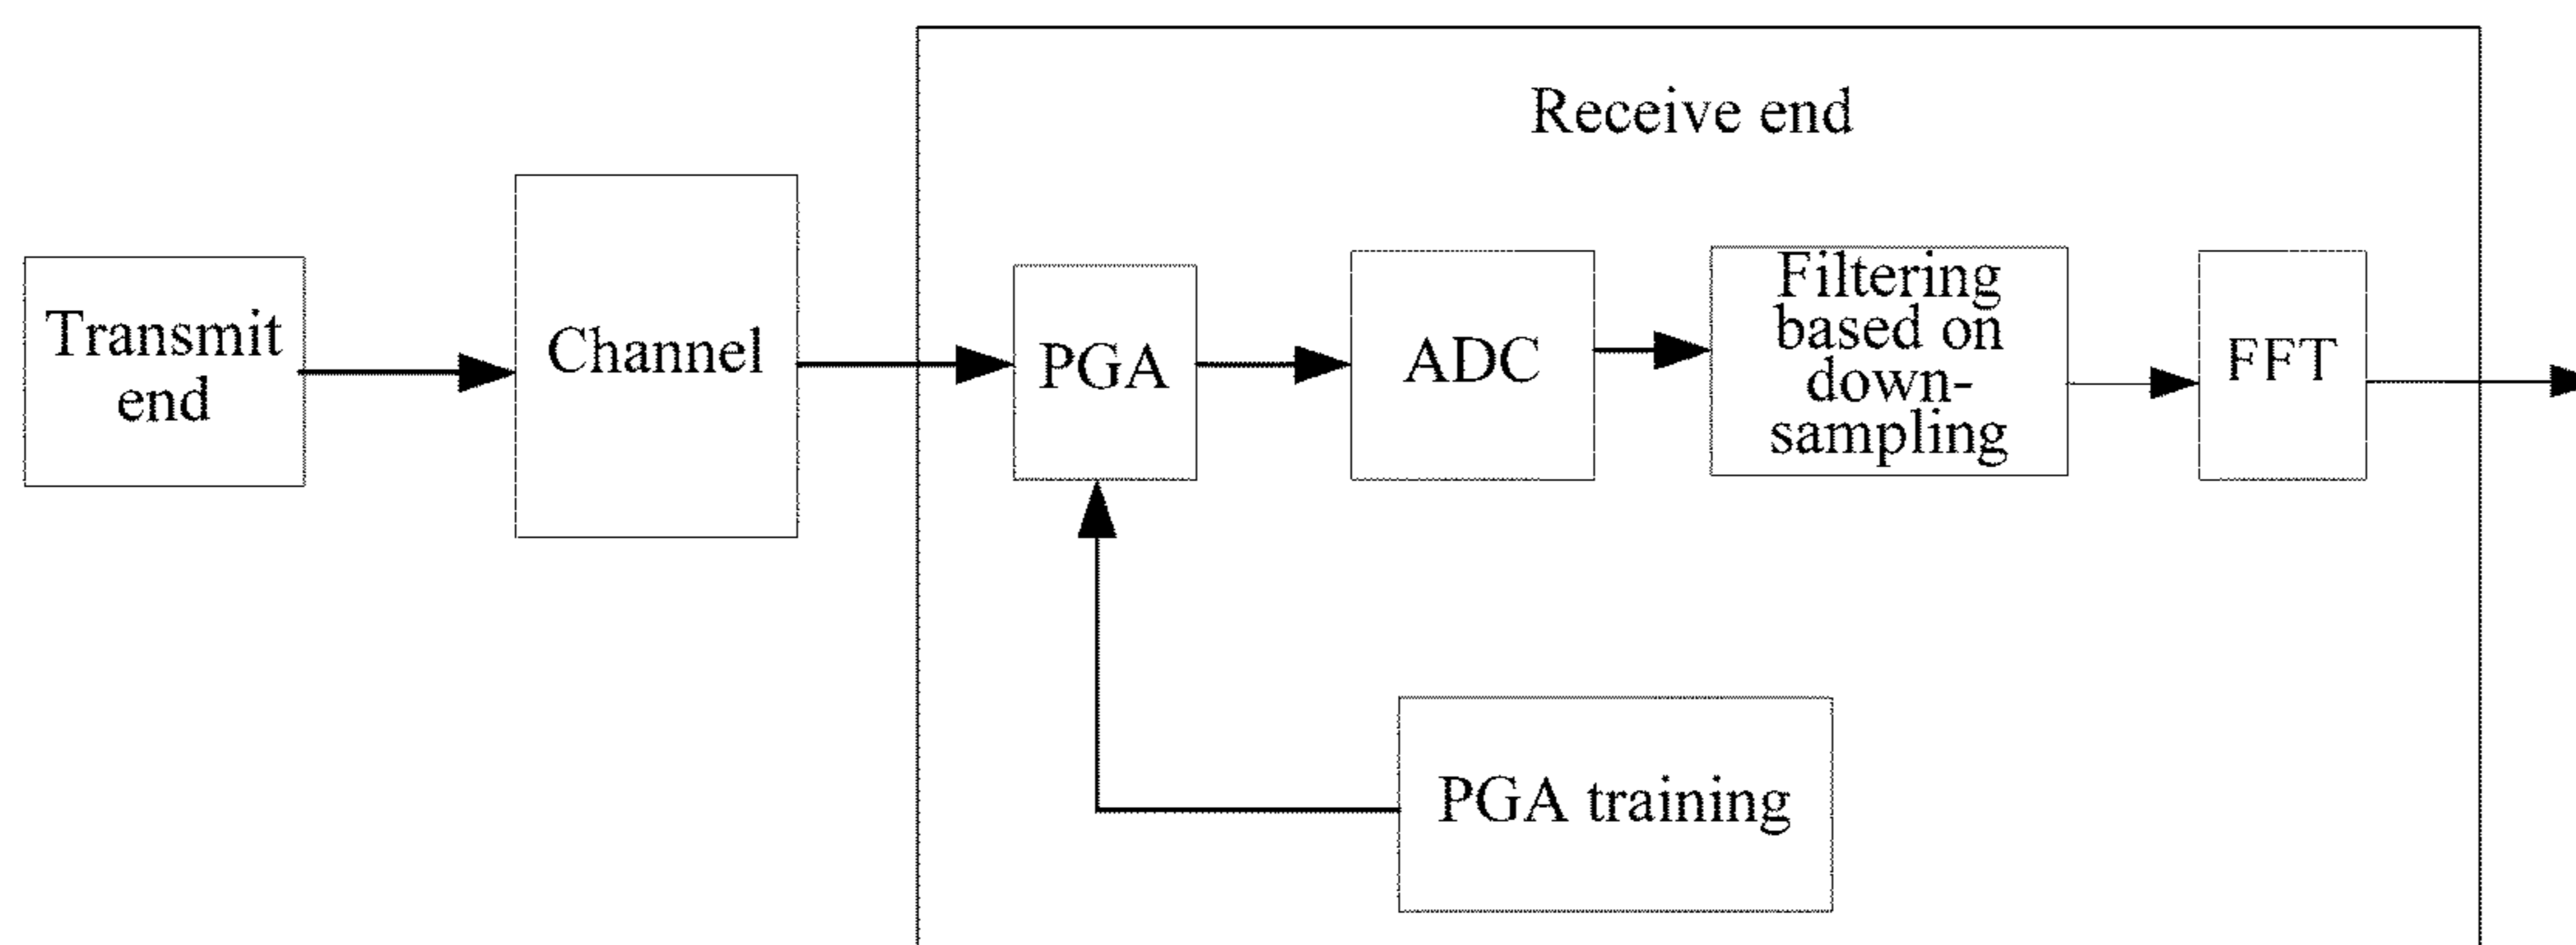 Receive end
Transmit
end
Channel
PGA
ADC
Filtering
based on
down-
sampling
FFT
PGA training